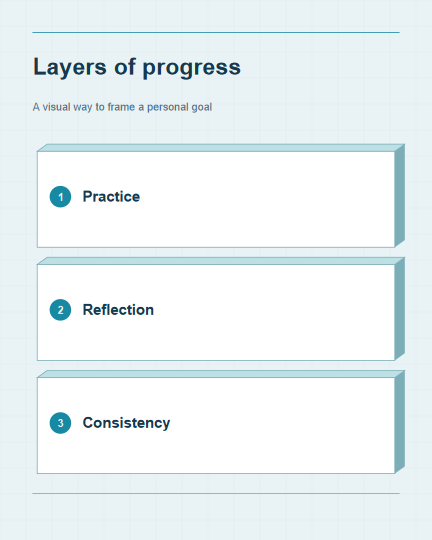 Layers of progress
A visual way to frame a personal goal
1 Practice
2 Reflection
3 Consistency